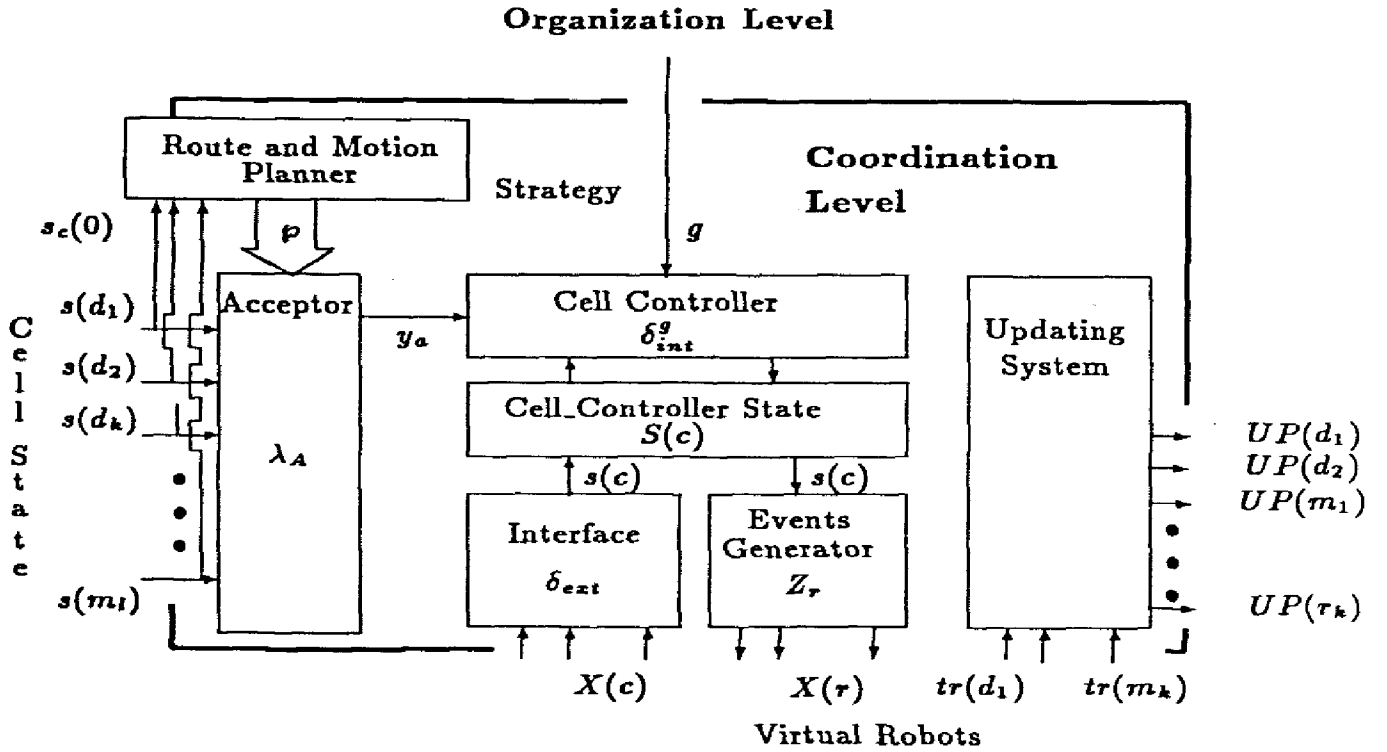 Organization Level
Route and Motion
Planner
Strategy
Coordination
Level
s_c(0)
℘
g
Acceptor
λ_A
y_a
Cell Controller
δ^g_int
Cell_Controller State
S(c)
s(c)
s(c)
Interface
δ_ext
Events
Generator
Z_r
Updating
System
Cell State
s(d_1)
s(d_2)
s(d_k)
s(m_l)
UP(d_1)
UP(d_2)
UP(m_1)
UP(r_k)
X(c)
X(r)
tr(d_1)
tr(m_k)
Virtual Robots